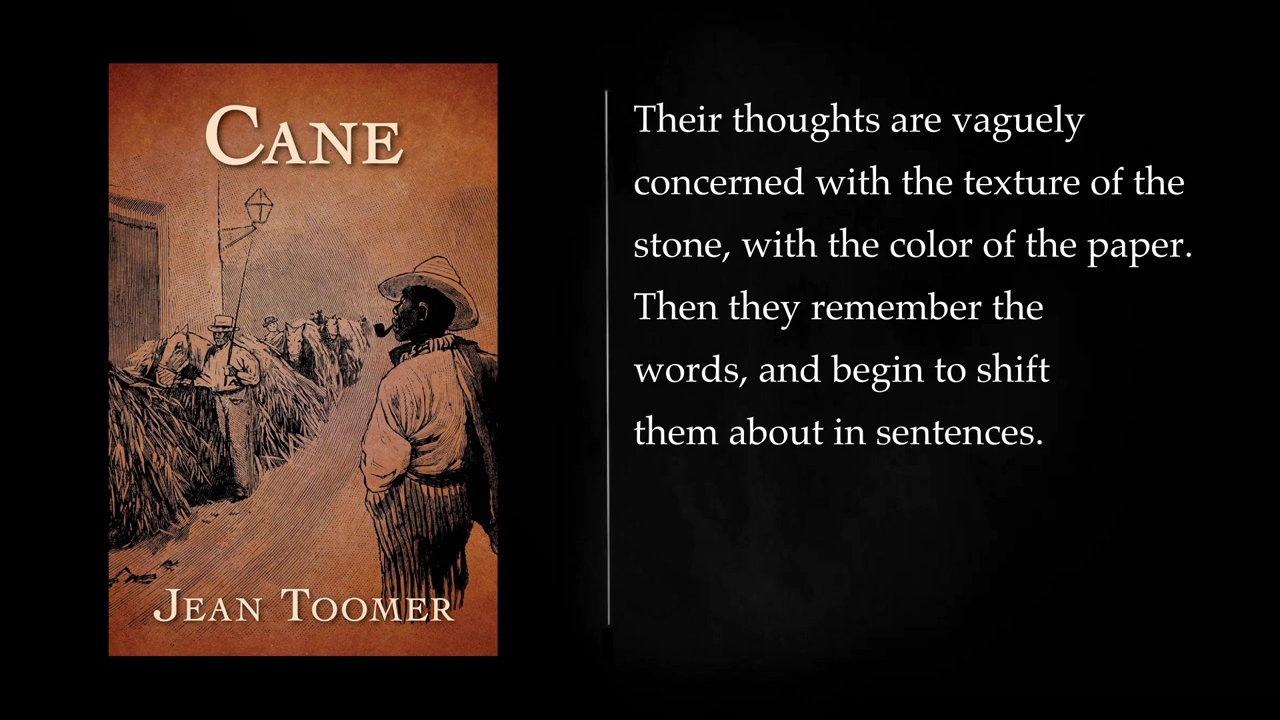 CANE
JEAN TOOMER
Their thoughts are vaguely
concerned with the texture of the
stone, with the color of the paper.
Then they remember the
words, and begin to shift
them about in sentences.